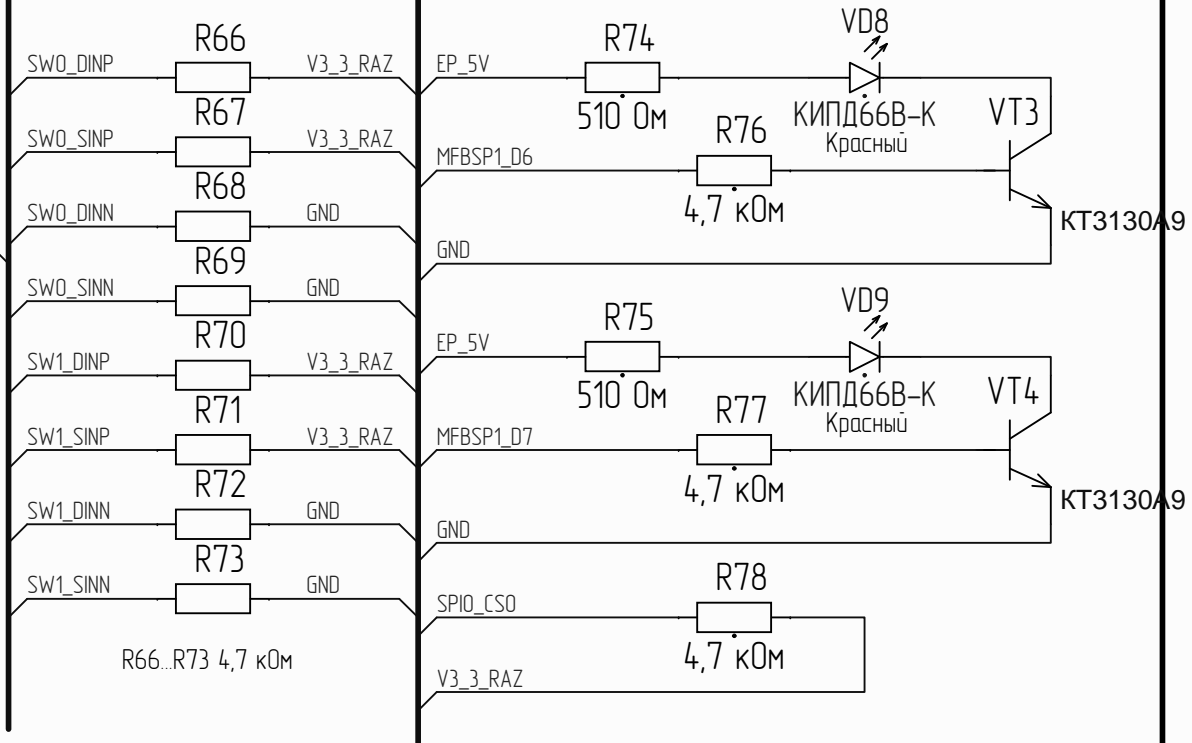 R66
SW0_DINP
V3_3_RAZ
R67
SW0_SINP
V3_3_RAZ
R68
SW0_DINN
GND
R69
SW0_SINN
GND
R70
SW1_DINP
V3_3_RAZ
R71
SW1_SINP
V3_3_RAZ
R72
SW1_DINN
GND
R73
SW1_SINN
GND
R66...R73 4,7 кОм
VD8
R74
EP_5V
510 Ом
КИПД66В-К
Красный
VT3
R76
MFBSP1_D6
4,7 кОм
КТ3130А9
GND
VD9
R75
EP_5V
510 Ом
КИПД66В-К
Красный
VT4
R77
MFBSP1_D7
4,7 кОм
КТ3130А9
GND
R78
SPI0_CS0
4,7 кОм
V3_3_RAZ